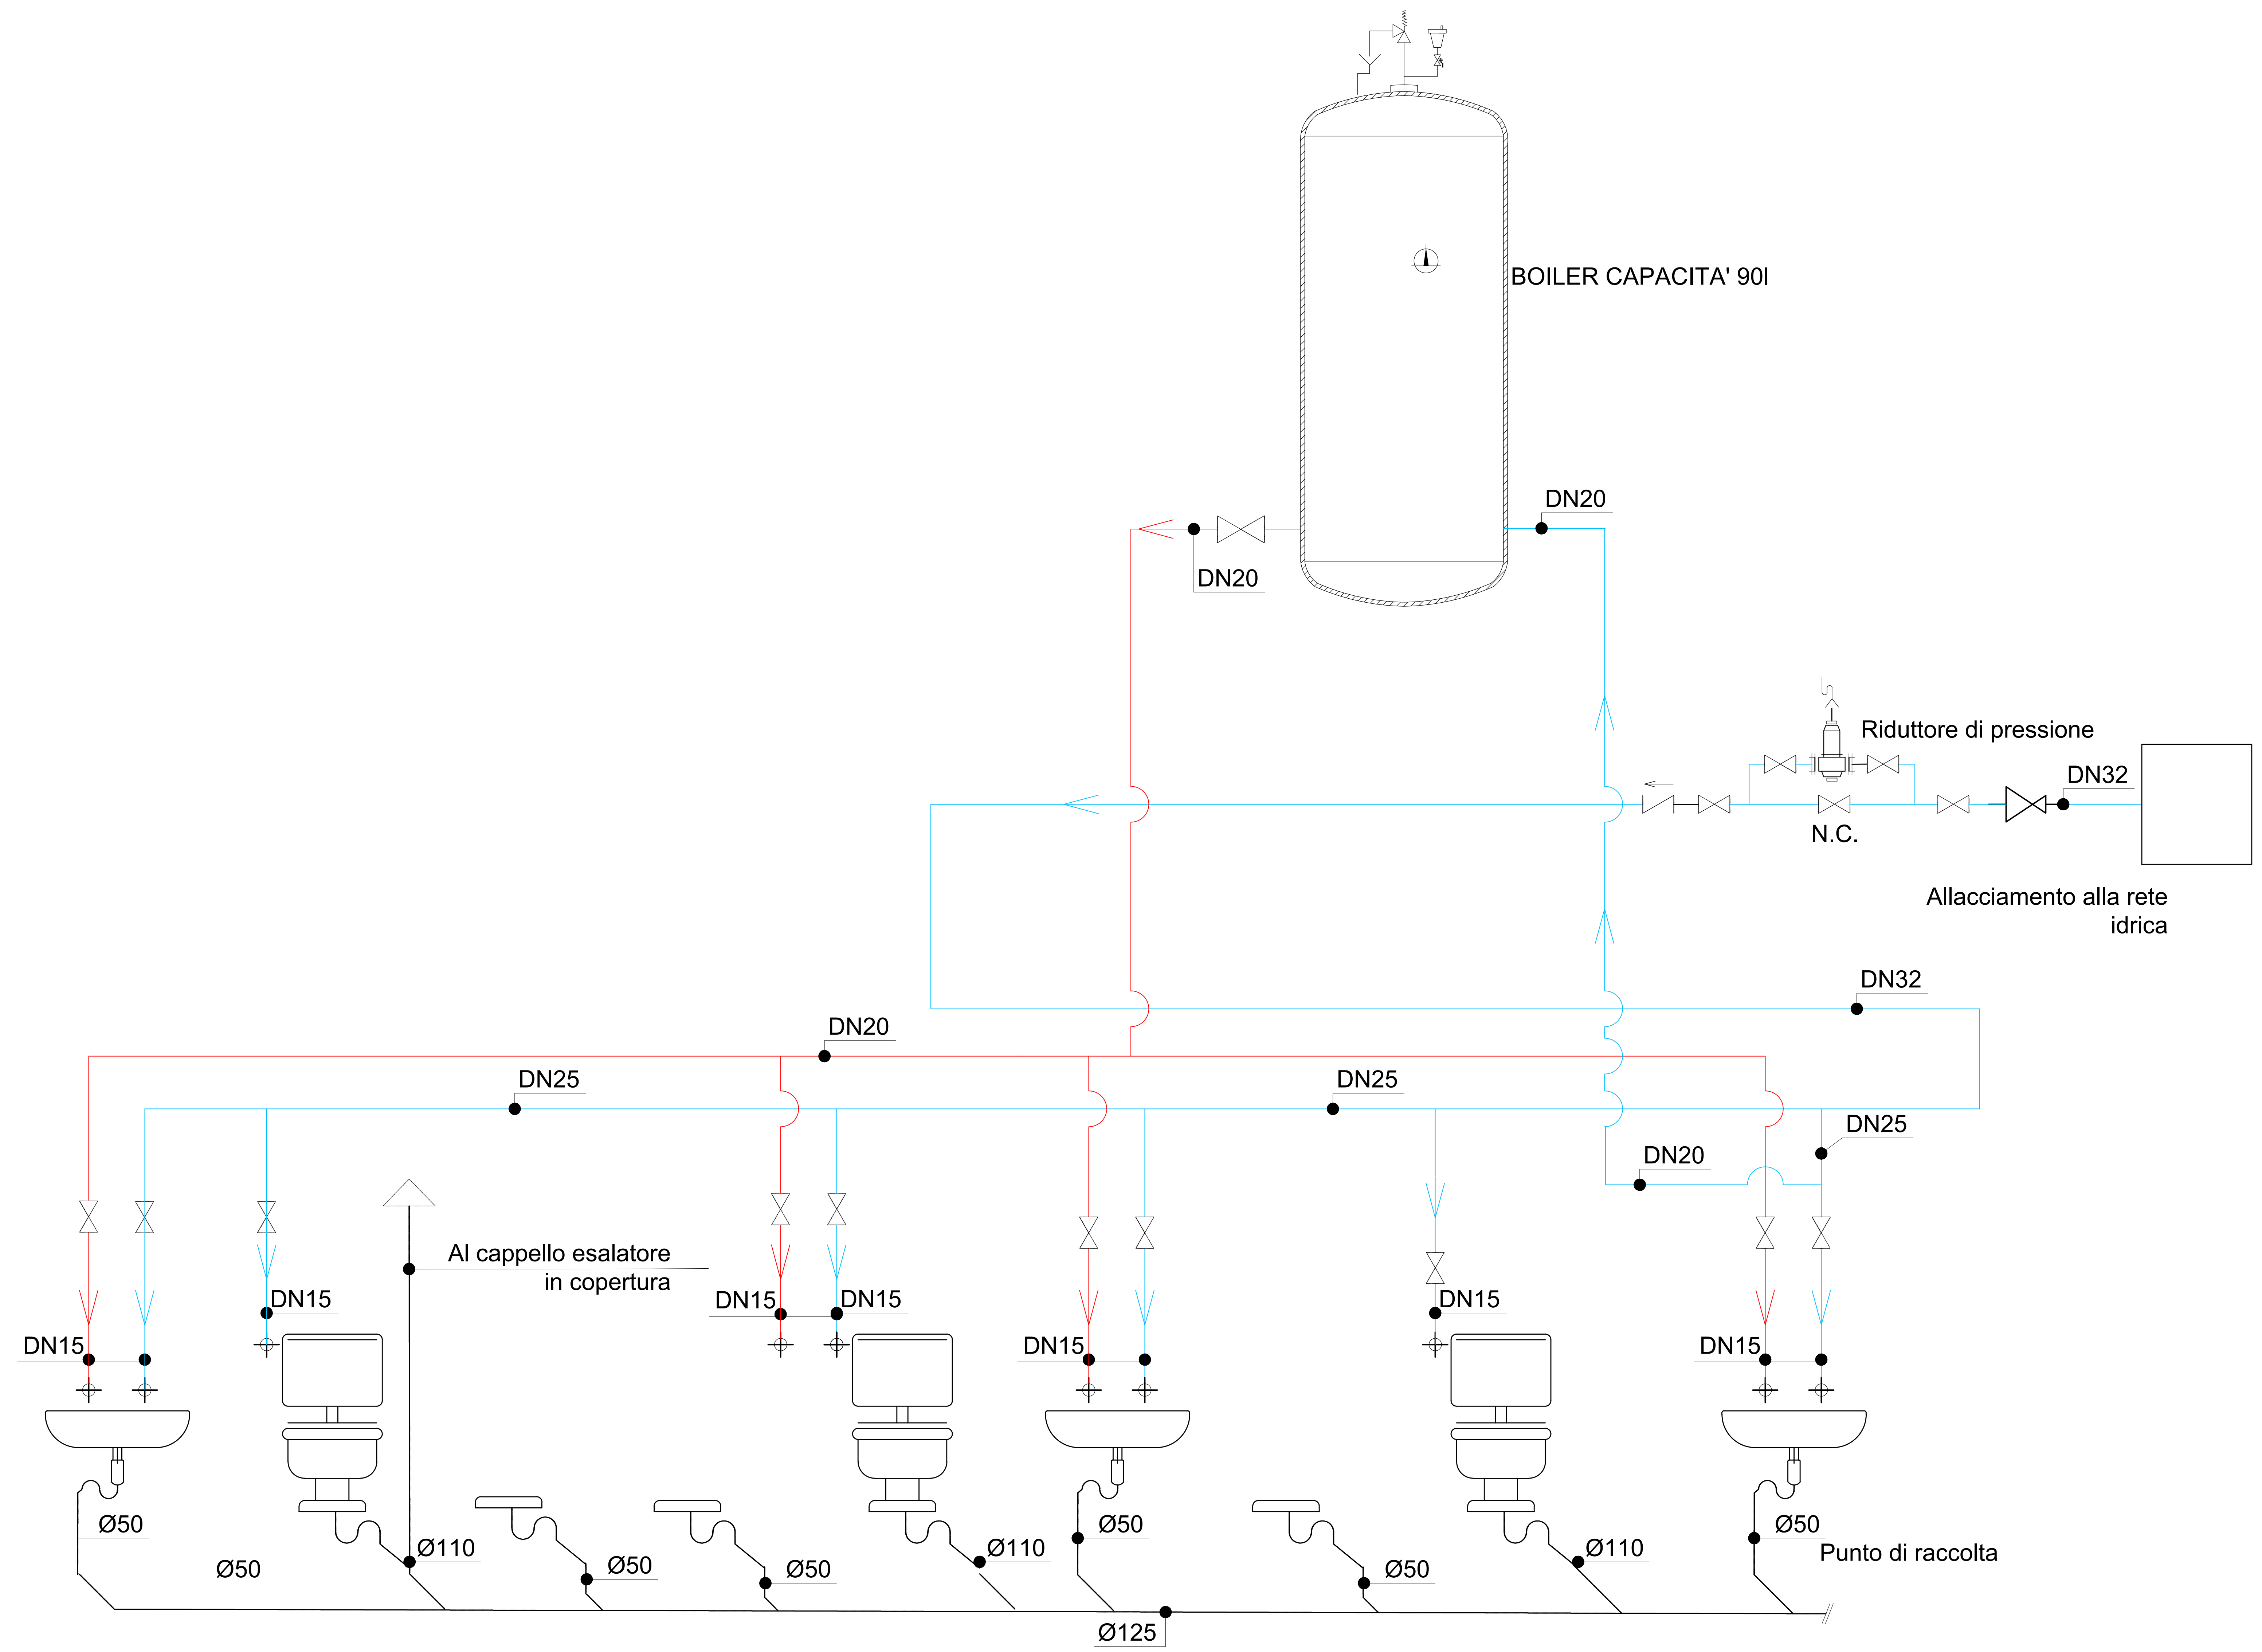 BOILER CAPACITA' 90l
DN20
DN20
Riduttore di pressione
DN32
N.C.
Allacciamento alla rete
idrica
DN32
DN20
DN25
DN25
DN25
DN20
Al cappello esalatore
in copertura
DN15
DN15
DN15
DN15
DN15
DN15
DN15
Ø50
Ø50
Ø50
Ø110
Ø110
Ø110
Punto di raccolta
Ø50
Ø50
Ø50
Ø50
Ø125